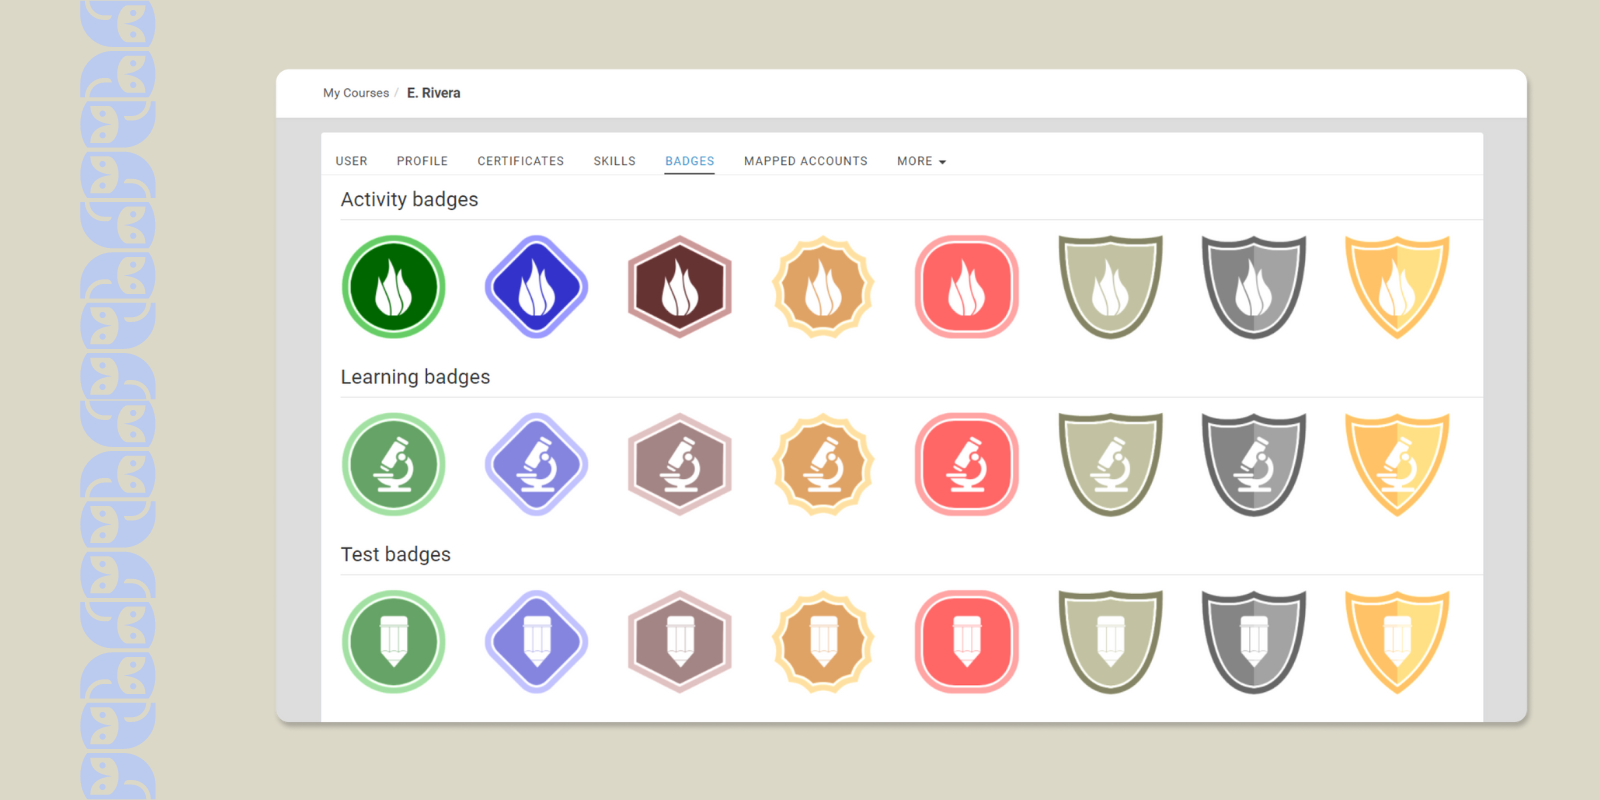 My Courses / E. Rivera
USER PROFILE CERTIFICATES SKILLS BADGES MAPPED ACCOUNTS MORE
Activity badges
Learning badges
Test badges